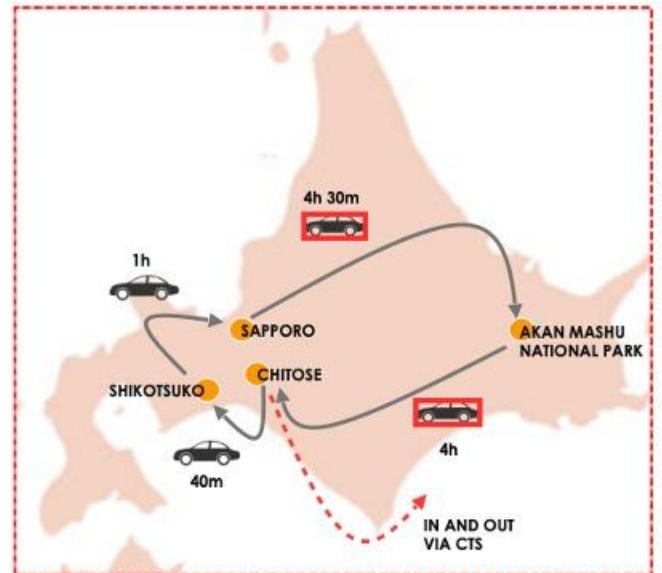 4h 30m
1h
SAPPORO
AKAN MASHU
NATIONAL PARK
CHITOSE
SHIKOTSUKO
4h
40m
IN AND OUT
VIA CTS